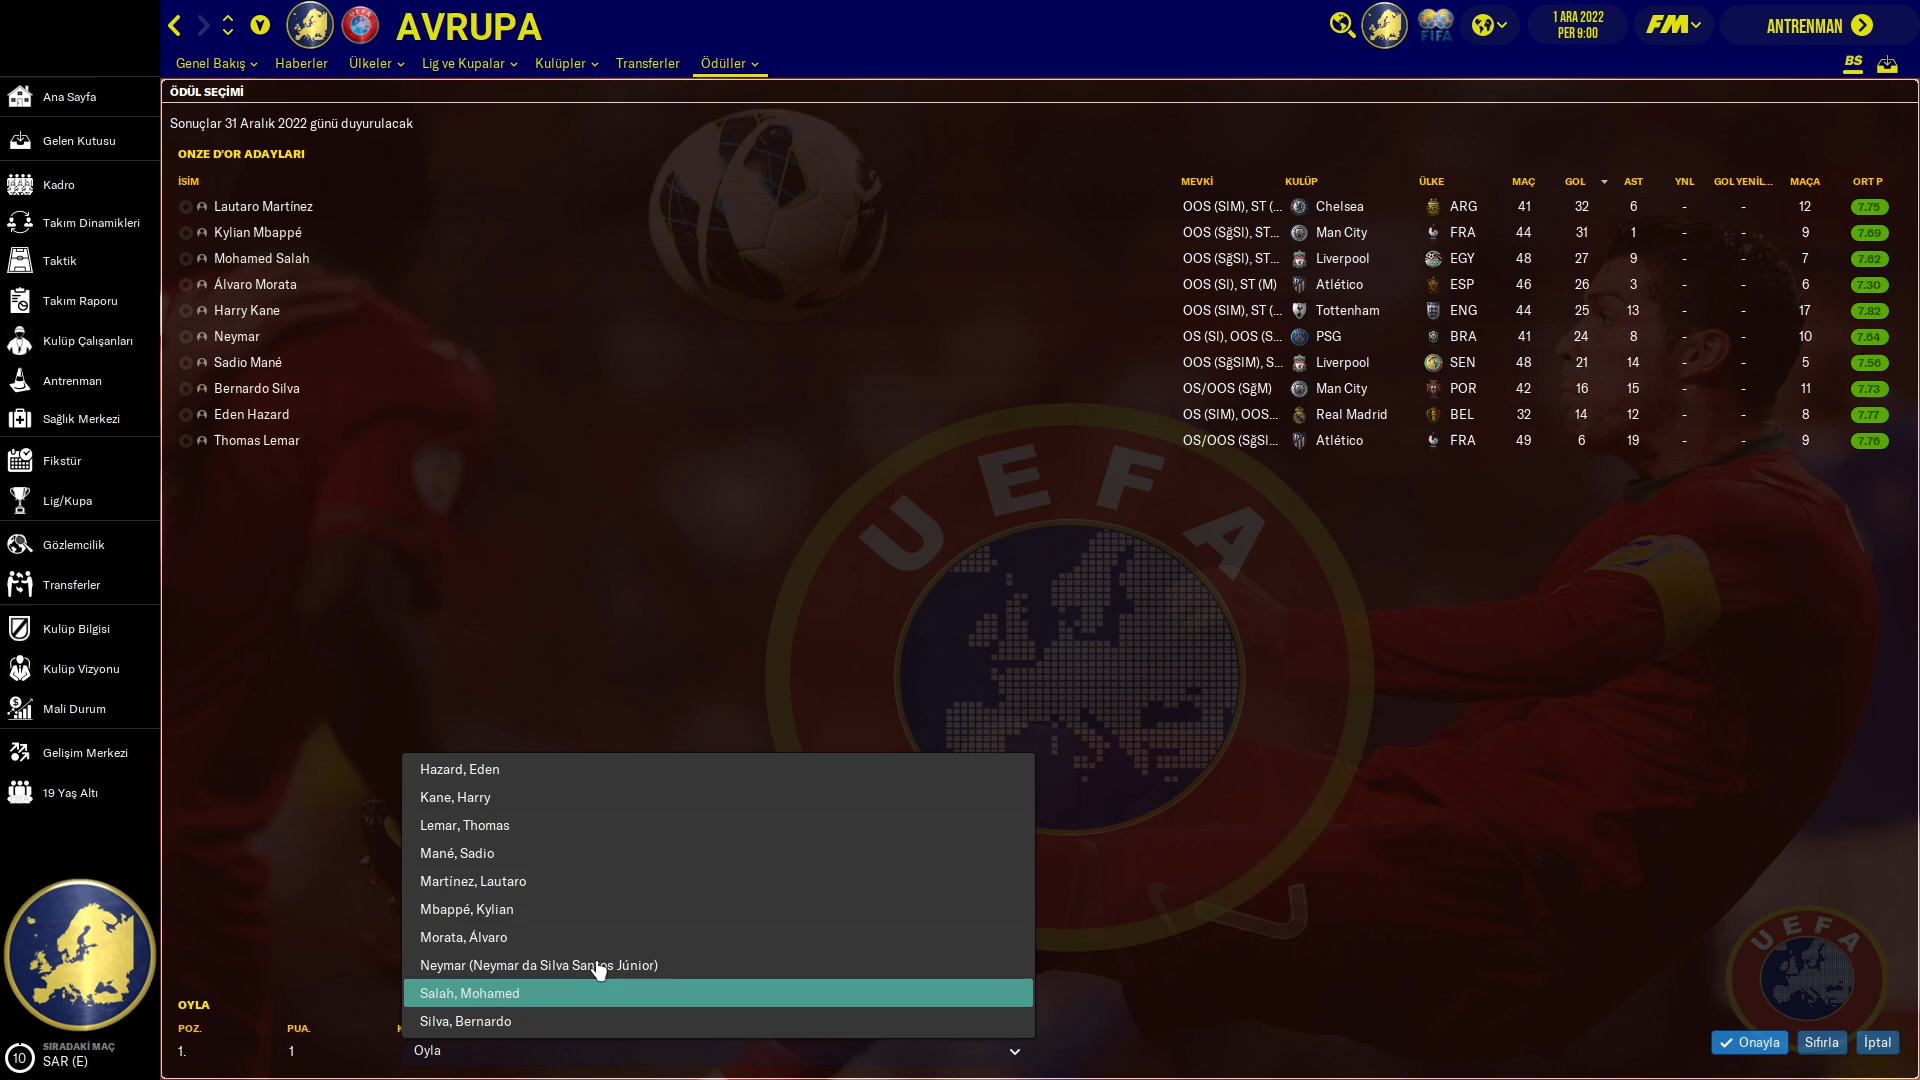 AVRUPA
FIFA
1 ARA 2022
PER 9:00
FM
ANTRENMAN
Genel Bakış
Haberler
Ülkeler
Lig ve Kupalar
Kulüpler
Transferler
Ödüller
BS
Ana Sayfa
Gelen Kutusu
Kadro
Takım Dinamikleri
Taktik
Takım Raporu
Kulüp Çalışanları
Antrenman
Sağlık Merkezi
Fikstür
Lig/Kupa
Gözlemcilik
Transferler
Kulüp Bilgisi
Kulüp Vizyonu
Mali Durum
Gelişim Merkezi
19 Yaş Altı
10
SIRADAKİ MAÇ
SAR (E)
ÖDÜL SEÇİMİ
Sonuçlar 31 Aralık 2022 günü duyurulacak
ONZE D'OR ADAYLARI
İSİM MEVKİ KULÜP ÜLKE MAÇ GOL AST YNL GOL YENİL... MAÇA ORT P
Lautaro Martínez OOS (SIM), ST (... Chelsea ARG 41 32 6 - - 12 7.75
Kylian Mbappé OOS (SğSI), ST... Man City FRA 44 31 1 - - 9 7.69
Mohamed Salah OOS (SğSI), ST... Liverpool EGY 48 27 9 - - 7 7.62
Álvaro Morata OOS (SI), ST (M) Atlético ESP 46 26 3 - - 6 7.30
Harry Kane OOS (SIM), ST (... Tottenham ENG 44 25 13 - - 17 7.82
Neymar OS (SI), OOS (S... PSG BRA 41 24 8 - - 10 7.64
Sadio Mané OOS (SğSIM), S... Liverpool SEN 48 21 14 - - 5 7.56
Bernardo Silva OS/OOS (SğM) Man City POR 42 16 15 - - 11 7.73
Eden Hazard OS (SIM), OOS... Real Madrid BEL 32 14 12 - - 8 7.77
Thomas Lemar OS/OOS (SğSI... Atlético FRA 49 6 19 - - 9 7.76
UEFA
Hazard, Eden
Kane, Harry
Lemar, Thomas
Mané, Sadio
Martínez, Lautaro
Mbappé, Kylian
Morata, Álvaro
Neymar (Neymar da Silva Santos Júnior)
Salah, Mohamed
Silva, Bernardo
UEFA
OYLA
POZ. PUA.
1. 1 Oyla
Onayla
Sıfırla
İptal